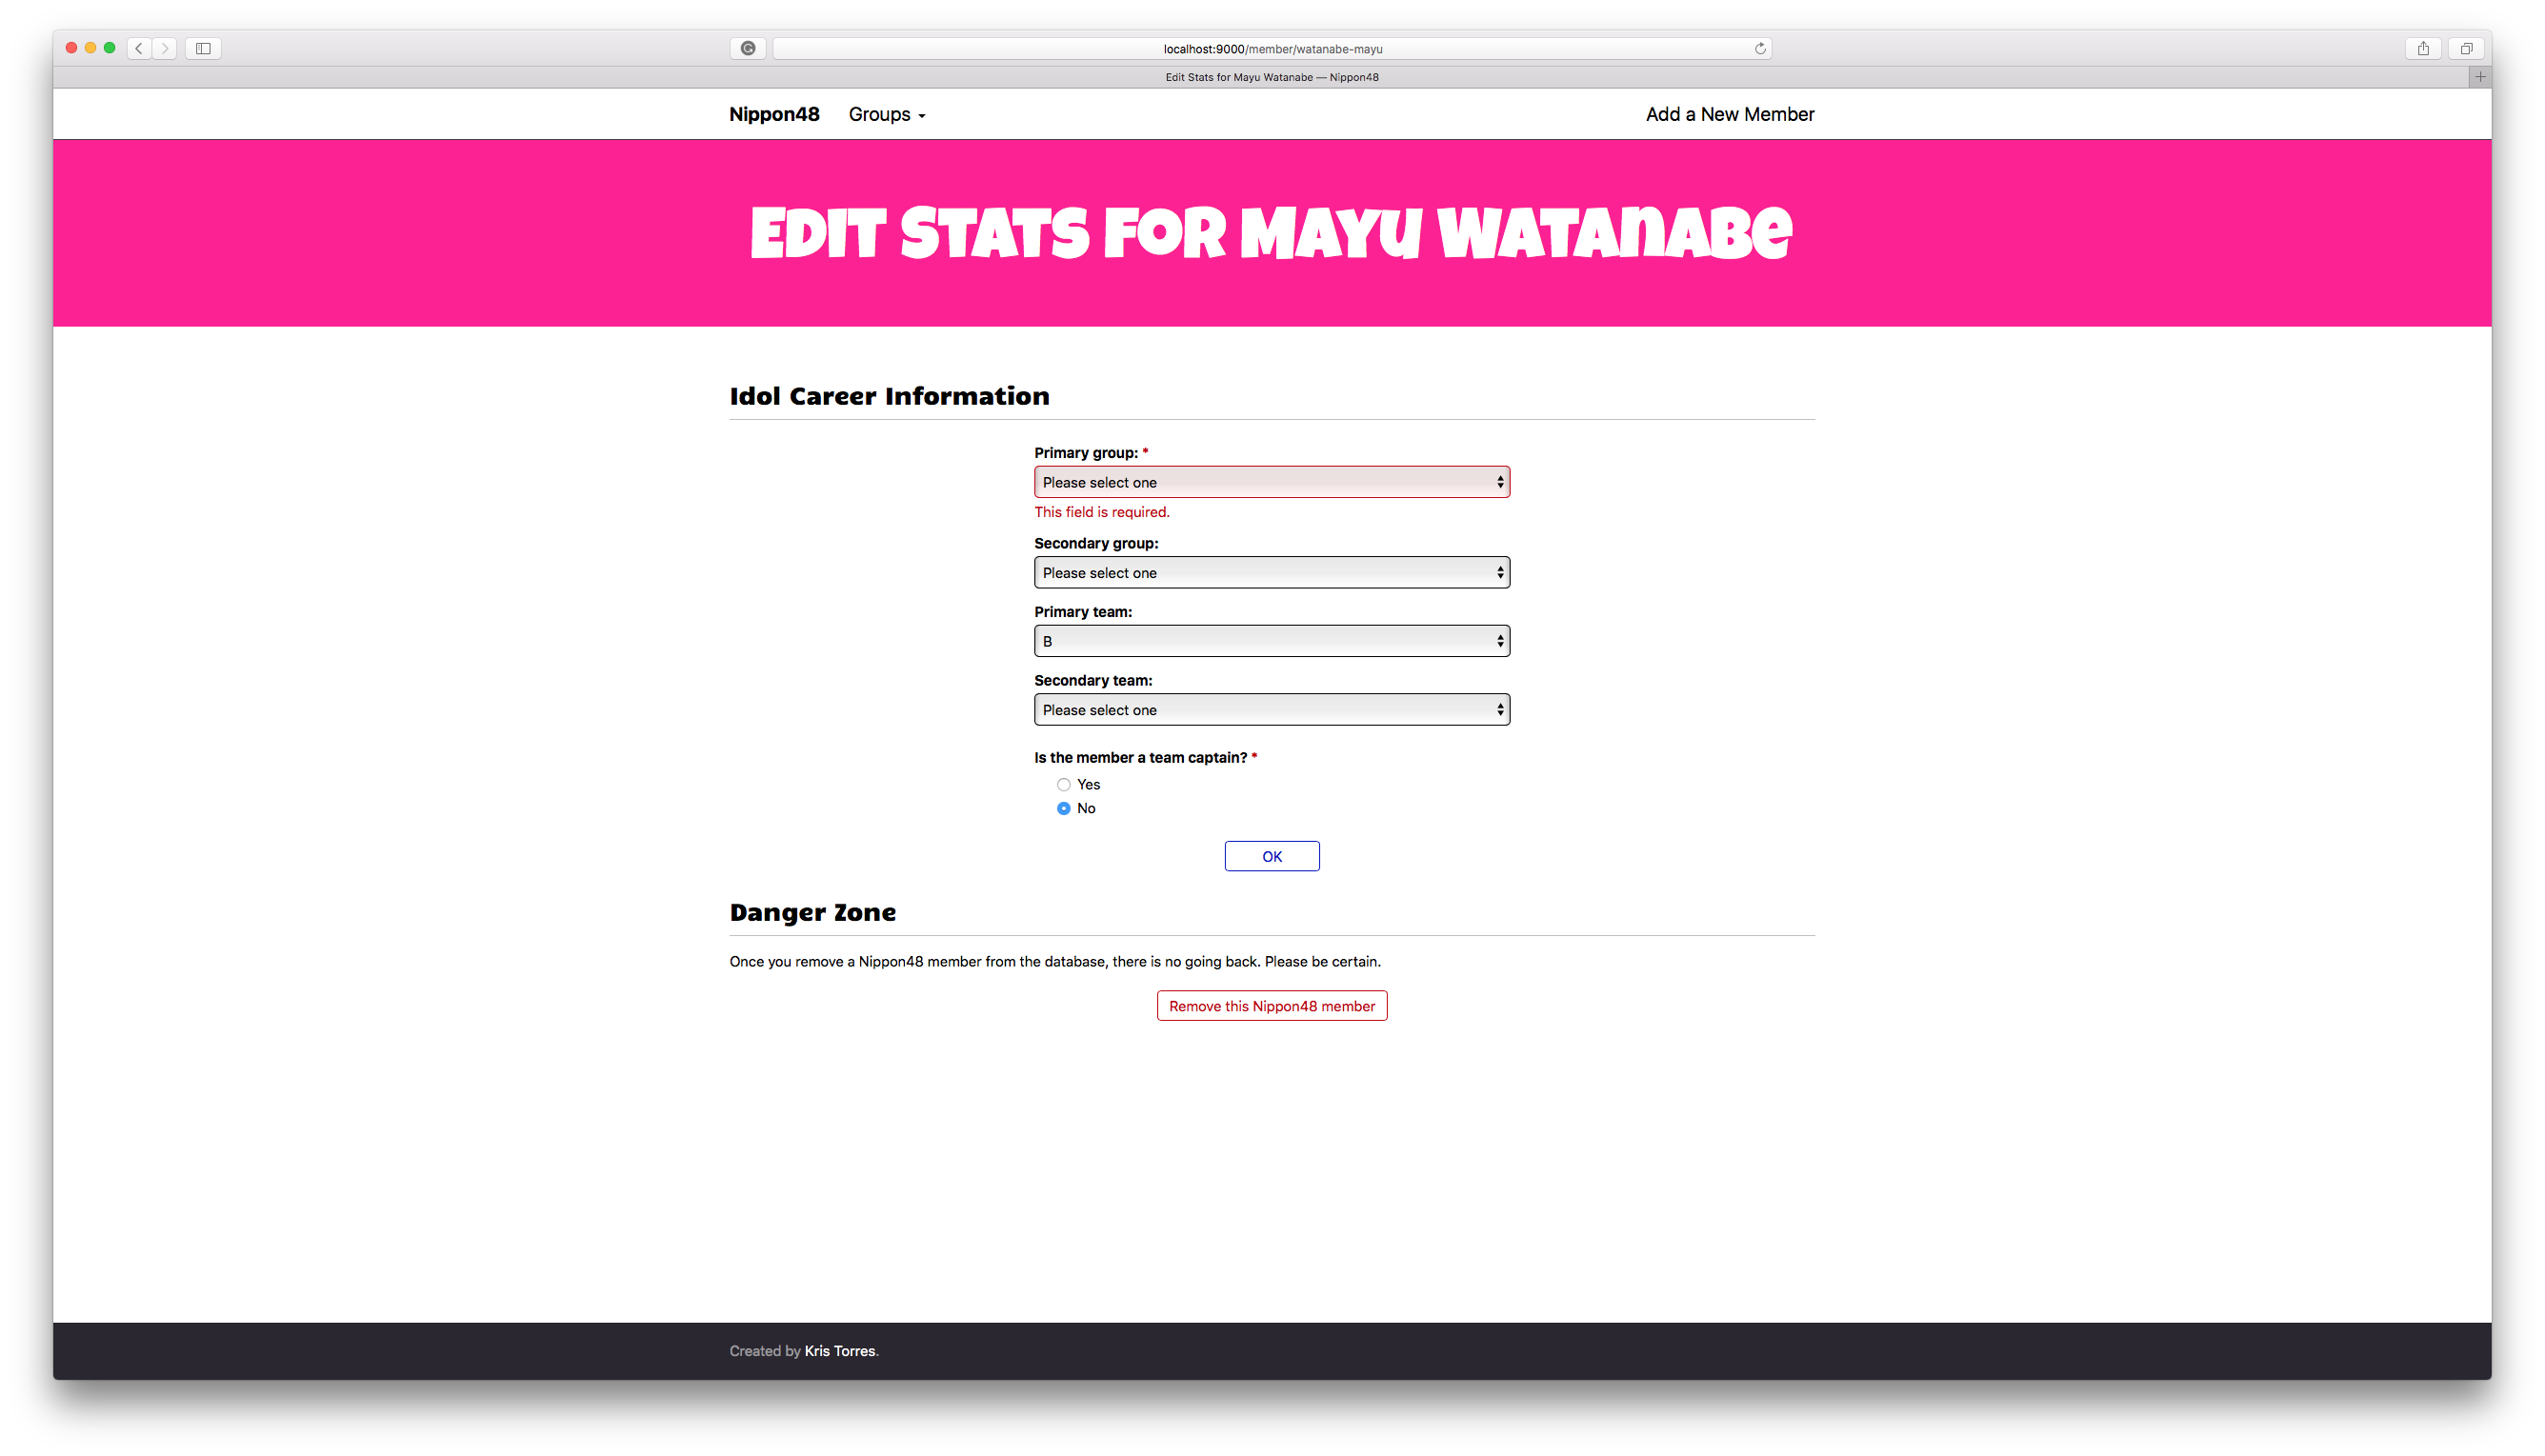 localhost:9000/member/watanabe-mayu
Edit Stats for Mayu Watanabe — Nippon48
Nippon48 Groups Add a New Member
Edit Stats for Mayu Watanabe
Idol Career Information
Primary group: *
Please select one
This field is required.
Secondary group:
Please select one
Primary team:
B
Secondary team:
Please select one
Is the member a team captain? *
Yes
No
OK
Danger Zone
Once you remove a Nippon48 member from the database, there is no going back. Please be certain.
Remove this Nippon48 member
Created by Kris Torres.